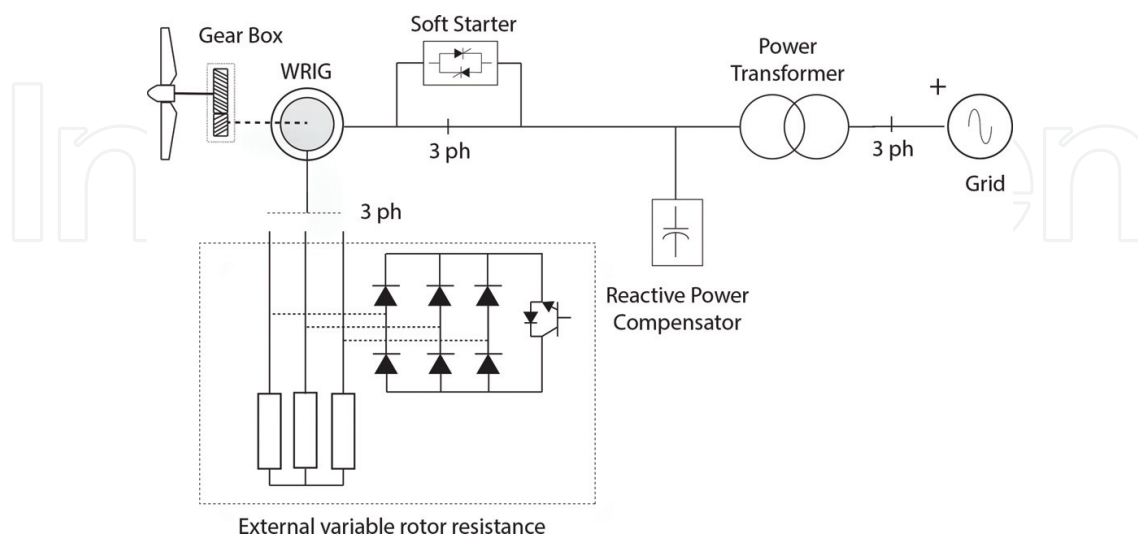 Soft Starter
Gear Box
WRIG
Power
Transformer
+
3 ph
3 ph
Grid
3 ph
Reactive Power
Compensator
External variable rotor resistance